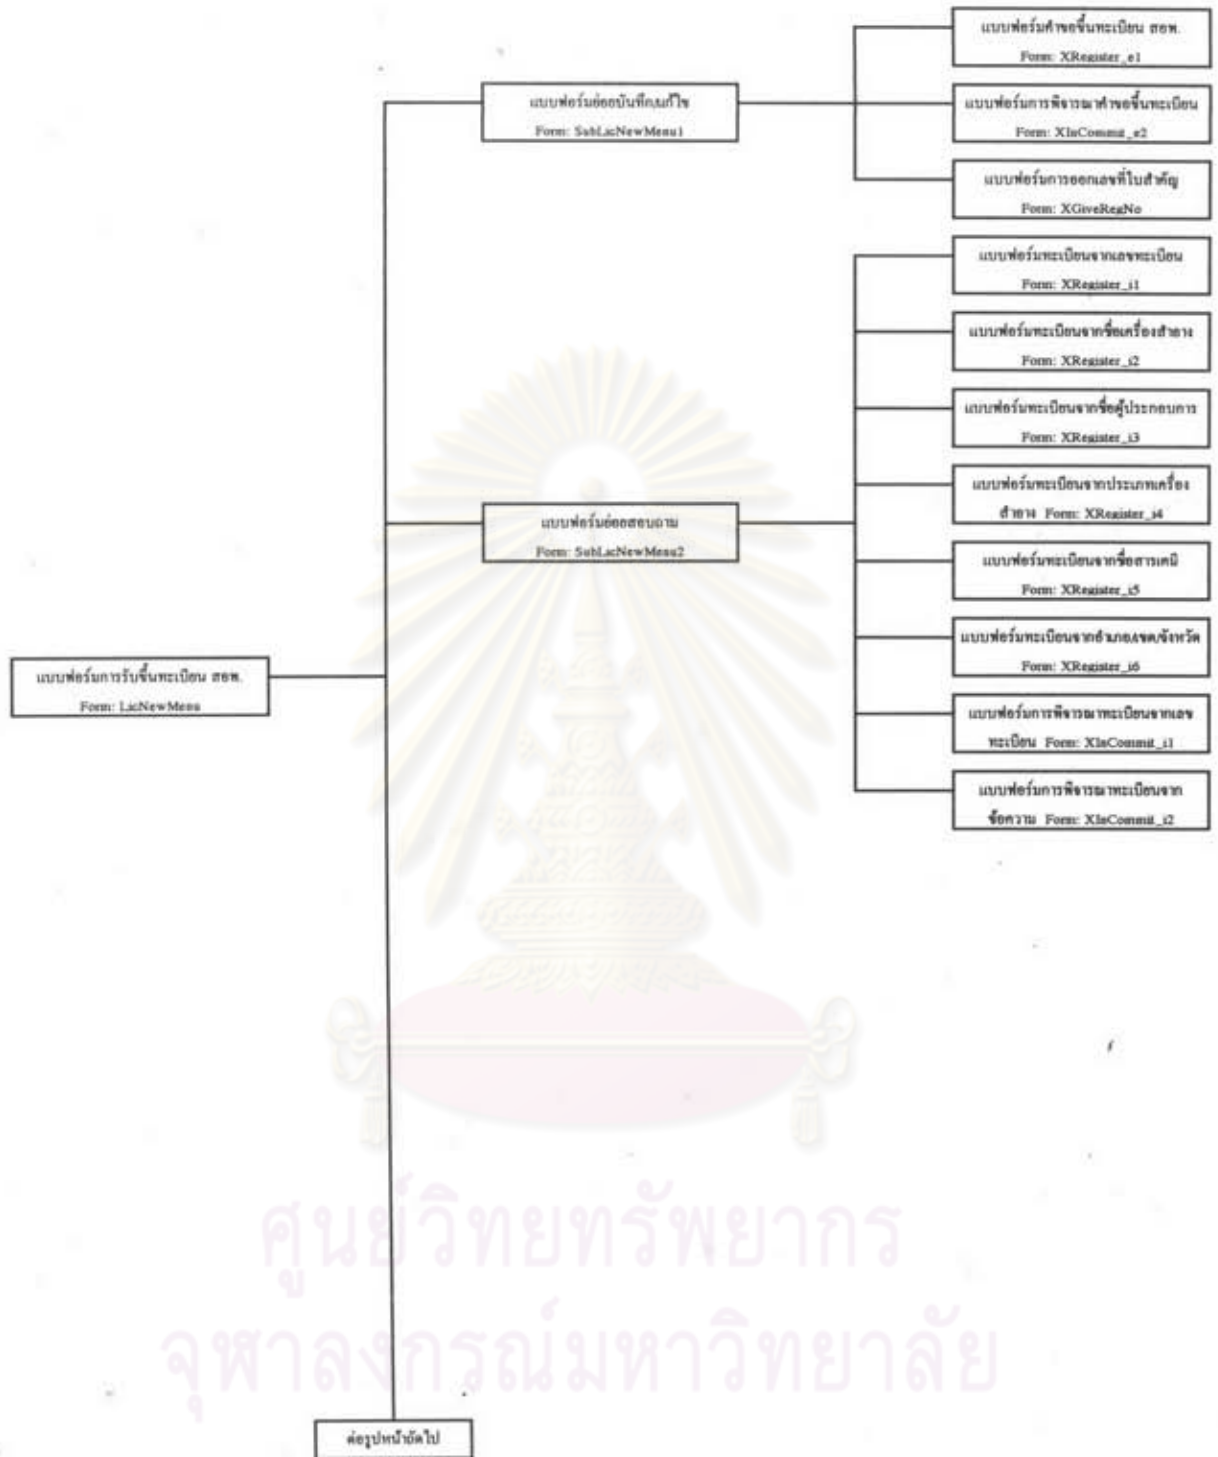 แบบฟอร์มคำขอขึ้นทะเบียน สอพ.
Form: XRegister_e1
แบบฟอร์มย่อยบันทึก/แก้ไข
Form: SubLicNewMenu1
แบบฟอร์มการพิจารณาคำขอขึ้นทะเบียน
Form: XInCommit_e2
แบบฟอร์มการออกเลขที่ใบสำคัญ
Form: XGiveRegNo
แบบฟอร์มทะเบียนจากเลขทะเบียน
Form: XRegister_i1
แบบฟอร์มทะเบียนจากชื่อเครื่องสำอาง
Form: XRegister_i2
แบบฟอร์มทะเบียนจากชื่อผู้ประกอบการ
Form: XRegister_i3
แบบฟอร์มทะเบียนจากประเภทเครื่อง
สำอาง Form: XRegister_i4
แบบฟอร์มย่อยสอบถาม
Form: SubLicNewMenu2
แบบฟอร์มทะเบียนจากชื่อสารเคมี
Form: XRegister_i5
แบบฟอร์มทะเบียนจากอำเภอ/เขต/จังหวัด
Form: XRegister_i6
แบบฟอร์มการรับขึ้นทะเบียน สอพ.
Form: LicNewMenu
แบบฟอร์มการพิจารณาทะเบียนจากเลข
ทะเบียน Form: XInCommit_i1
แบบฟอร์มการพิจารณาทะเบียนจาก
ข้อความ Form: XInCommit_i2
ศูนย์วิทยทรัพยากร
จุฬาลงกรณ์มหาวิทยาลัย
ต่อรูปหน้าถัดไป